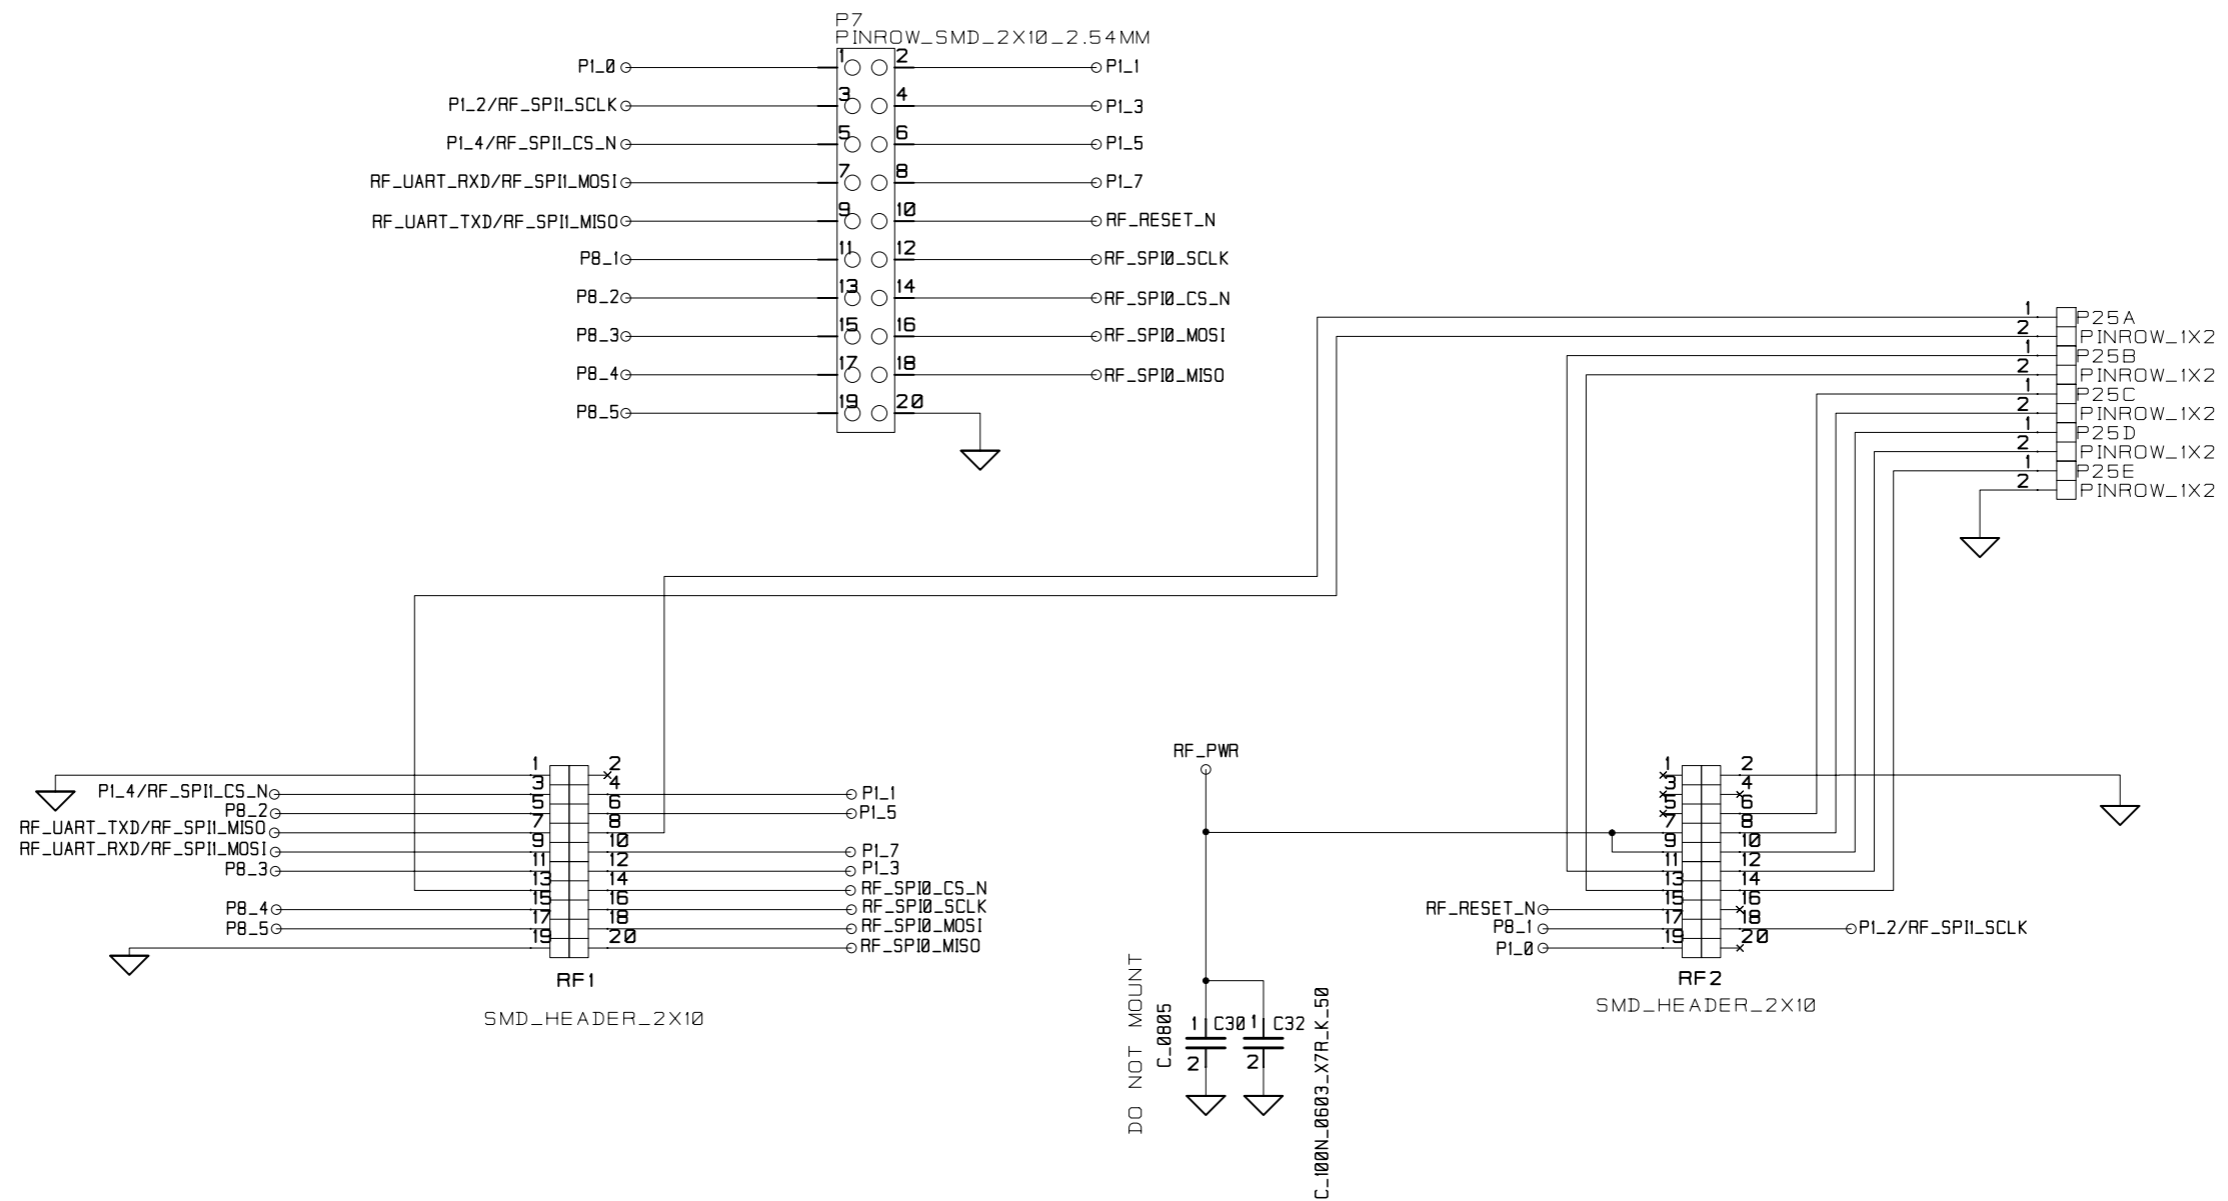 P7
PINROW_SMD_2X10_2.54MM
P1_0 1 2 P1_1
P1_2/RF_SPI1_SCLK 3 4 P1_3
P1_4/RF_SPI1_CS_N 5 6 P1_5
RF_UART_RXD/RF_SPI1_MOSI 7 8 P1_7
RF_UART_TXD/RF_SPI1_MISO 9 10 RF_RESET_N
P8_1 11 12 RF_SPI0_SCLK
P8_2 13 14 RF_SPI0_CS_N
P8_3 15 16 RF_SPI0_MOSI
P8_4 17 18 RF_SPI0_MISO
P8_5 19 20
1 P25A
2 PINROW_1X2
1 P25B
2 PINROW_1X2
1 P25C
2 PINROW_1X2
1 P25D
2 PINROW_1X2
1 P25E
2 PINROW_1X2
1 2
P1_4/RF_SPI1_CS_N 3 4 P1_1
P8_2 5 6 P1_5
RF_UART_TXD/RF_SPI1_MISO 7 8
RF_UART_RXD/RF_SPI1_MOSI 9 10 P1_7
P8_3 11 12 P1_3
13 14 RF_SPI0_CS_N
P8_4 15 16 RF_SPI0_SCLK
P8_5 17 18 RF_SPI0_MOSI
19 20 RF_SPI0_MISO
RF1
SMD_HEADER_2X10
RF_PWR
DO NOT MOUNT
C_0805
1 C30
2
1 C32
2
C_100N_0603_X7R_K_50
1 2
3 4
5 6
7 8
9 10
11 12
13 14
RF_RESET_N 15 16
P8_1 17 18 P1_2/RF_SPI1_SCLK
P1_0 19 20
RF2
SMD_HEADER_2X10